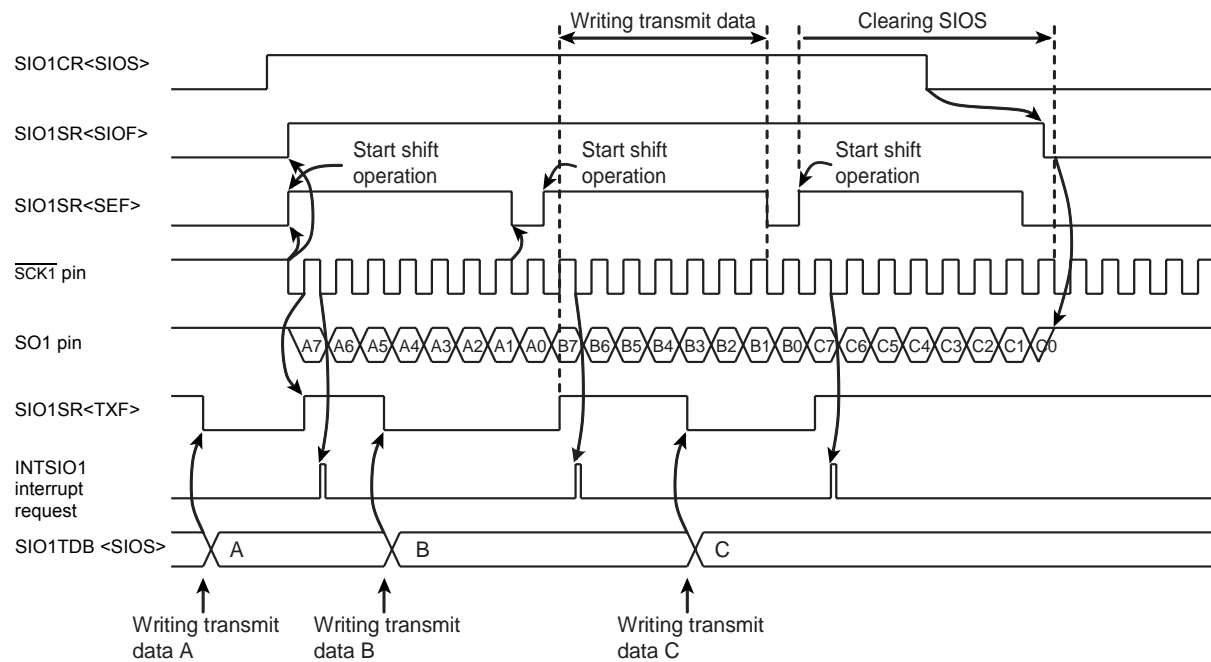 Writing transmit data
Clearing SIOS
SIO1CR<SIOS>
SIO1SR<SIOF>
Start shift
operation
Start shift
operation
Start shift
operation
SIO1SR<SEF>
SCK1 pin
SO1 pin
A7 A6 A5 A4 A3 A2 A1 A0 B7 B6 B5 B4 B3 B2 B1 B0 C7 C6 C5 C4 C3 C2 C1 C0
SIO1SR<TXF>
INTSIO1
interrupt
request
SIO1TDB <SIOS>
A
B
C
Writing transmit
data A
Writing transmit
data B
Writing transmit
data C